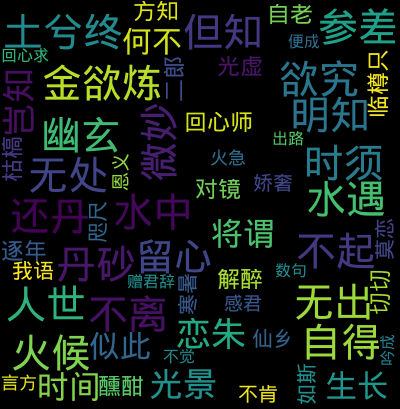 方知
自老
土兮终
何不
但知
便成
参差
回心求
金欲炼
二郎
光虚
欲究
临樽只
岂知
明知
幽玄
微妙
回心师
出路
枯槁
无处
恩义
火急
时须
对镜
娇奢
水遇
还丹
咫尺
水中
将谓
不起
莫恋
逐年
我语
丹砂
留心
数句
赠君辞
解醉
切切
人世
不离
寒暑
感君
无出
恋朱
仙乡
自得
火候
似此
不觉
吟成
言方
时间
醺酣
光景
不肯
如斯
生长